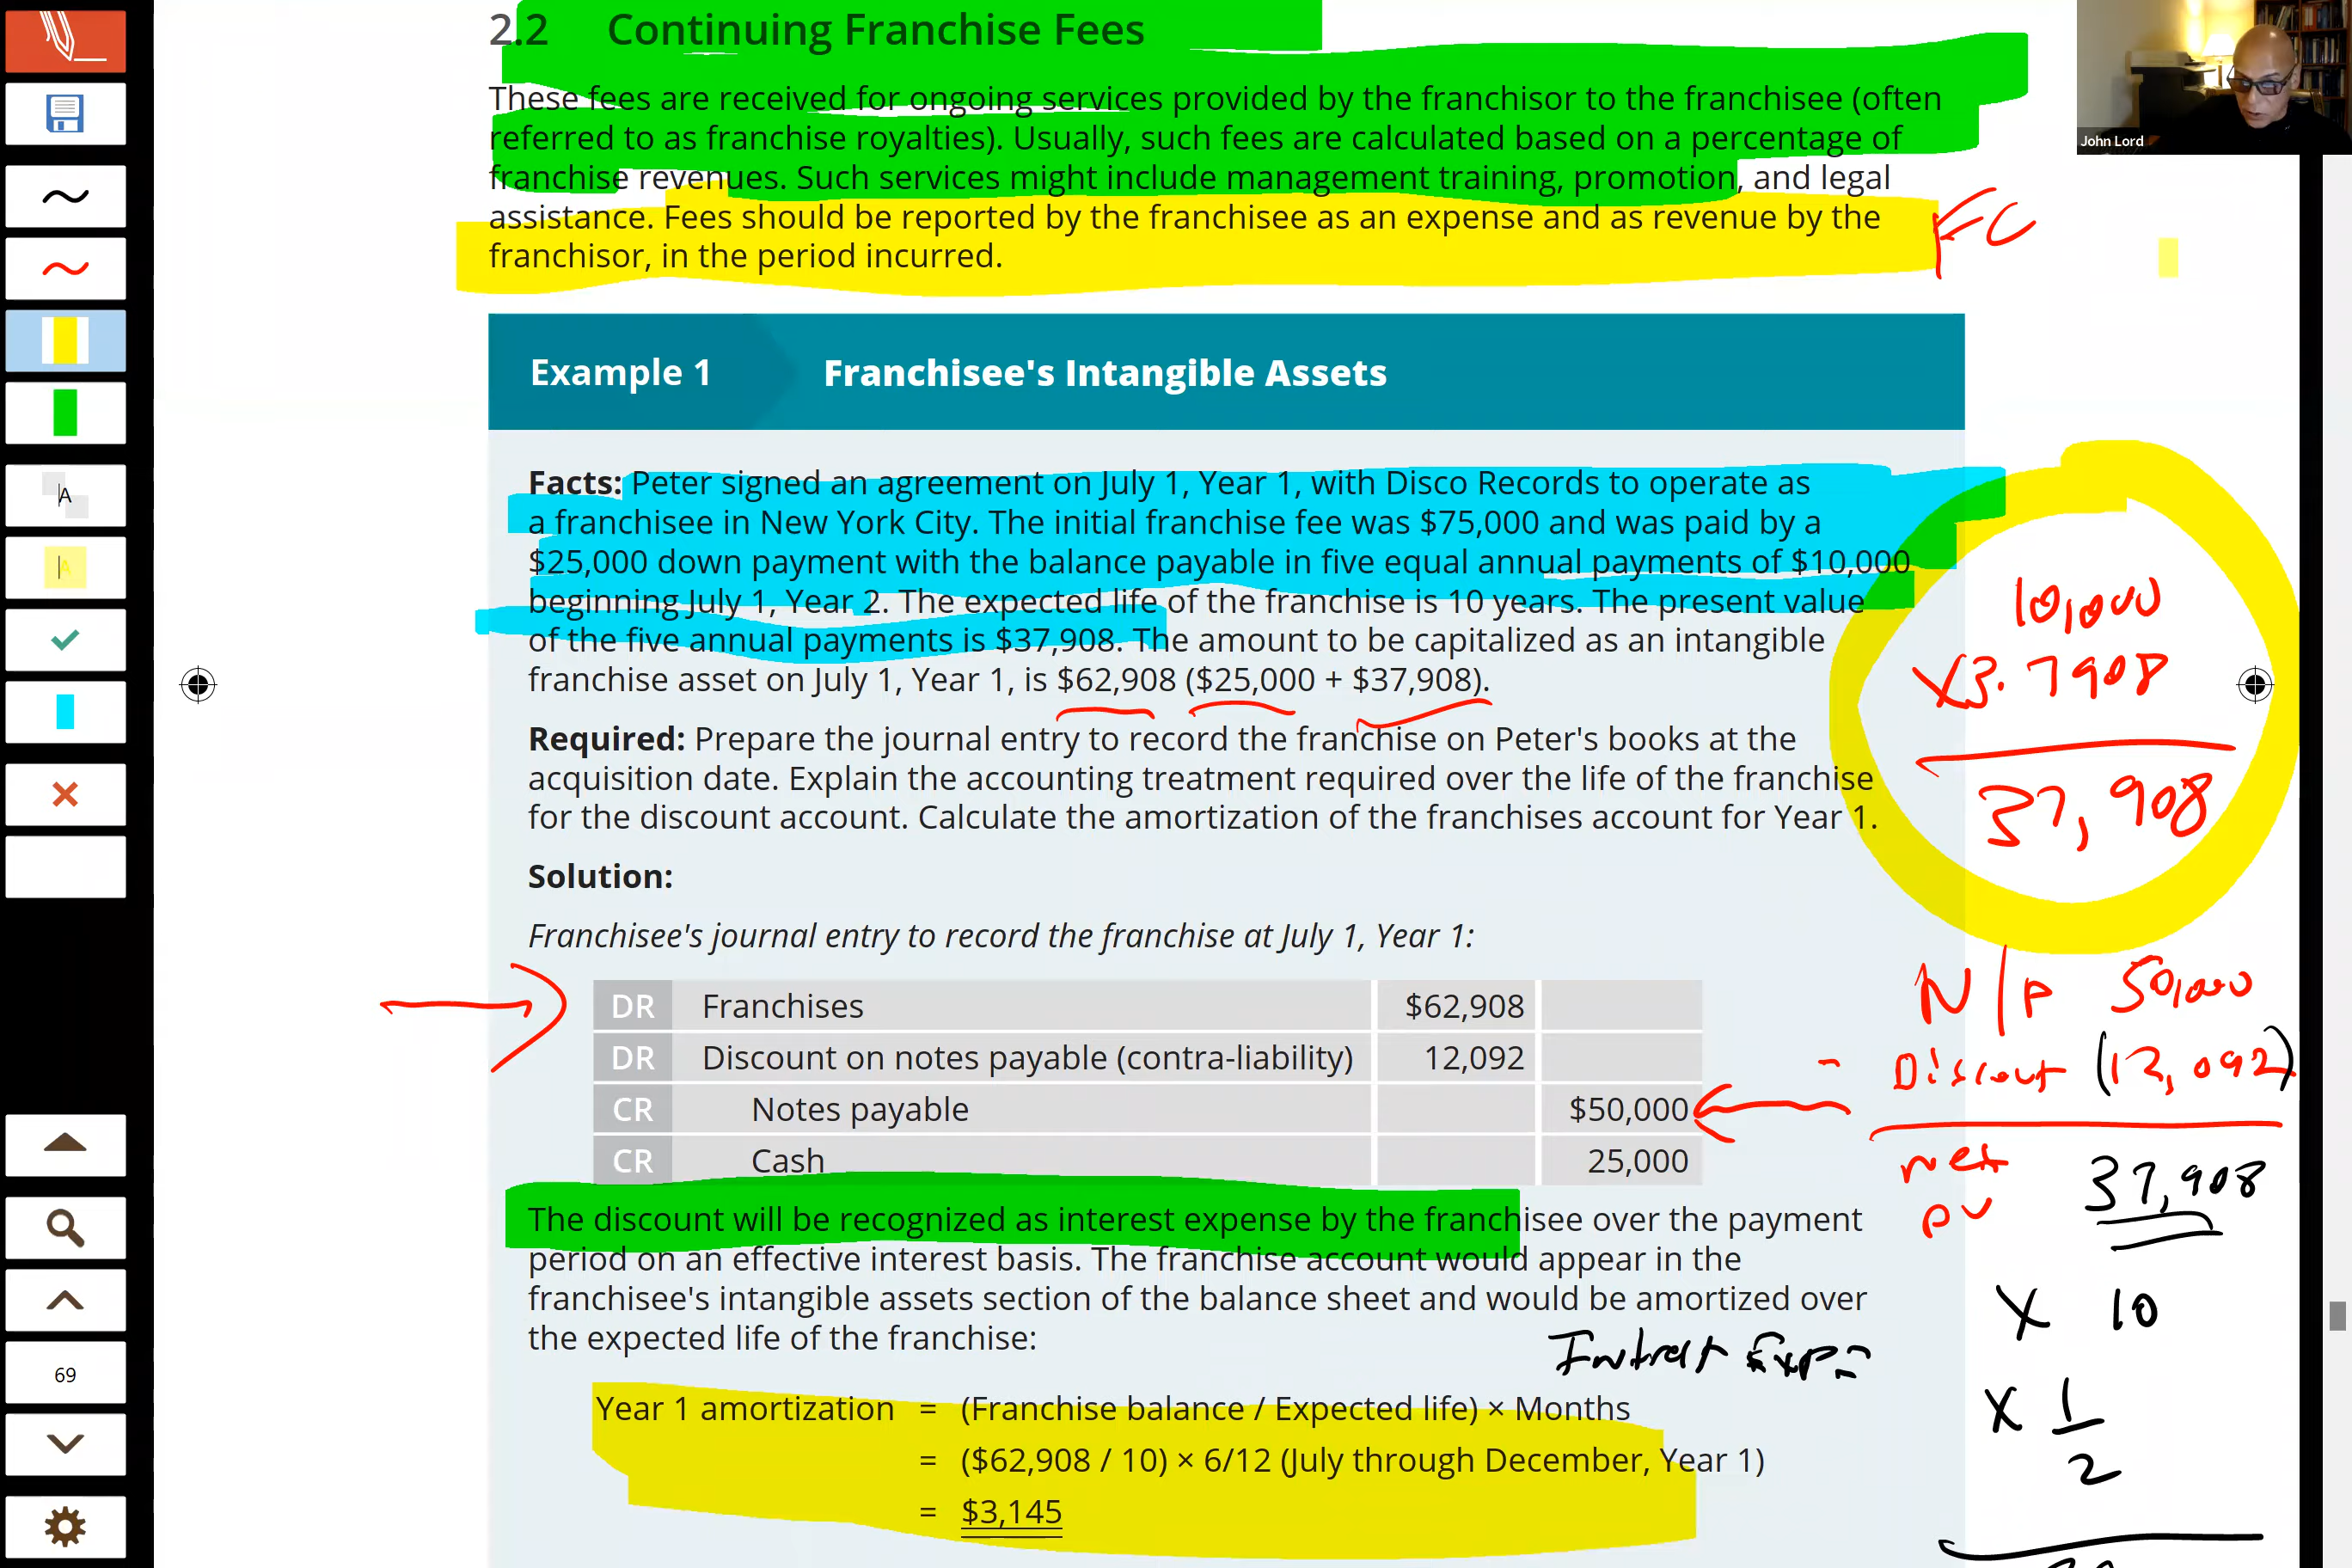 2.2 Continuing Franchise Fees
These fees are received for ongoing services provided by the franchisor to the franchisee (often
referred to as franchise royalties). Usually, such fees are calculated based on a percentage of
franchise revenues. Such services might include management training, promotion, and legal
assistance. Fees should be reported by the franchisee as an expense and as revenue by the
franchisor, in the period incurred.
John Lord
Example 1 Franchisee's Intangible Assets
Facts: Peter signed an agreement on July 1, Year 1, with Disco Records to operate as
a franchisee in New York City. The initial franchise fee was $75,000 and was paid by a
$25,000 down payment with the balance payable in five equal annual payments of $10,000
beginning July 1, Year 2. The expected life of the franchise is 10 years. The present value
of the five annual payments is $37,908. The amount to be capitalized as an intangible
franchise asset on July 1, Year 1, is $62,908 ($25,000 + $37,908).
Required: Prepare the journal entry to record the franchise on Peter's books at the
acquisition date. Explain the accounting treatment required over the life of the franchise
for the discount account. Calculate the amortization of the franchises account for Year 1.
Solution:
Franchisee's journal entry to record the franchise at July 1, Year 1:
DR Franchises $62,908
DR Discount on notes payable (contra-liability) 12,092
CR Notes payable $50,000
CR Cash 25,000
The discount will be recognized as interest expense by the franchisee over the payment
period on an effective interest basis. The franchise account would appear in the
franchisee's intangible assets section of the balance sheet and would be amortized over
the expected life of the franchise:
Year 1 amortization = (Franchise balance / Expected life) × Months
= ($62,908 / 10) × 6/12 (July through December, Year 1)
= $3,145
10,000
X3.7908
37,908
N/P 50,000
- Discout (12,092)
net 37,908
PV
X 10
X 1
2
A
A
69